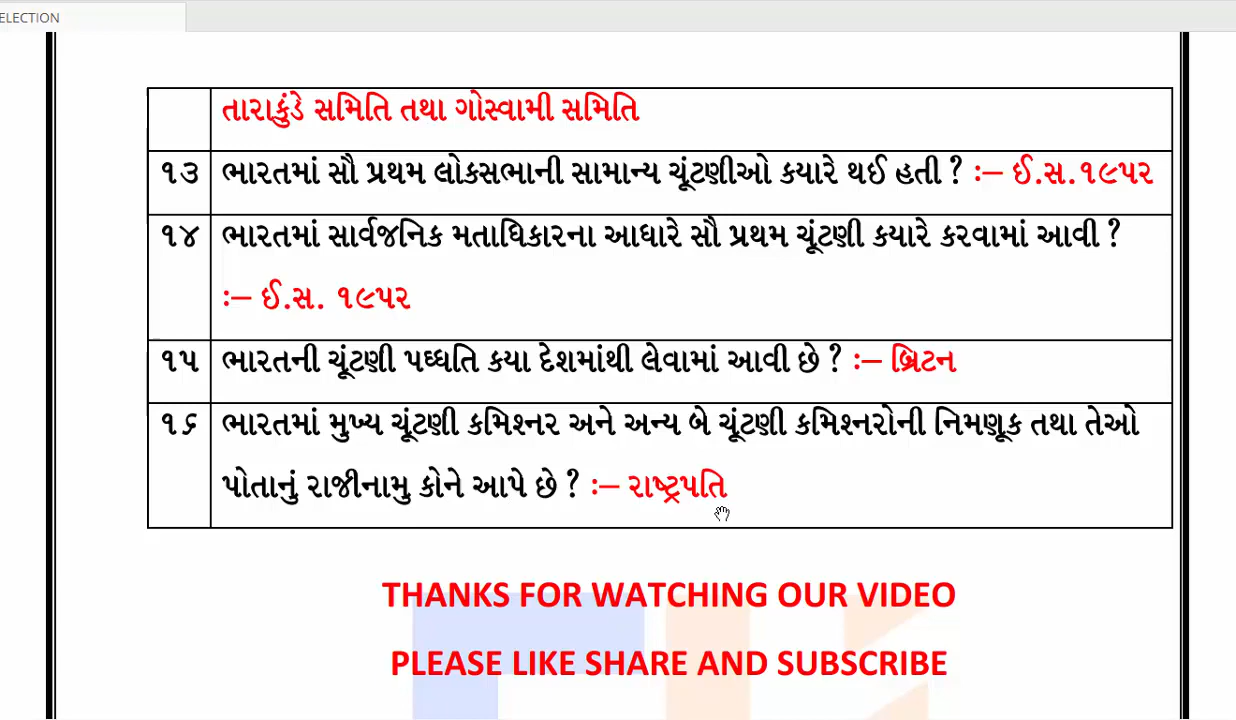 ELECTION
તારાકુંડે સમિતિ તથા ગોસ્વામી સમિતિ
૧૩ ભારતમાં સૌ પ્રથમ લોકસભાની સામાન્ય ચૂંટણીઓ કયારે થઈ હતી ? :– ઈ.સ.૧૯૫૨
૧૪ ભારતમાં સાર્વજનિક મતાધિકારના આધારે સૌ પ્રથમ ચૂંટણી કયારે કરવામાં આવી ?
:– ઈ.સ. ૧૯૫૨
૧૫ ભારતની ચૂંટણી પધ્ધતિ કયા દેશમાંથી લેવામાં આવી છે ? :– બ્રિટન
૧૬ ભારતમાં મુખ્ય ચૂંટણી કમિશ્નર અને અન્ય બે ચૂંટણી કમિશ્નરોની નિમણૂક તથા તેઓ
પોતાનું રાજીનામુ કોને આપે છે ? :– રાષ્ટ્રપતિ
THANKS FOR WATCHING OUR VIDEO
PLEASE LIKE SHARE AND SUBSCRIBE